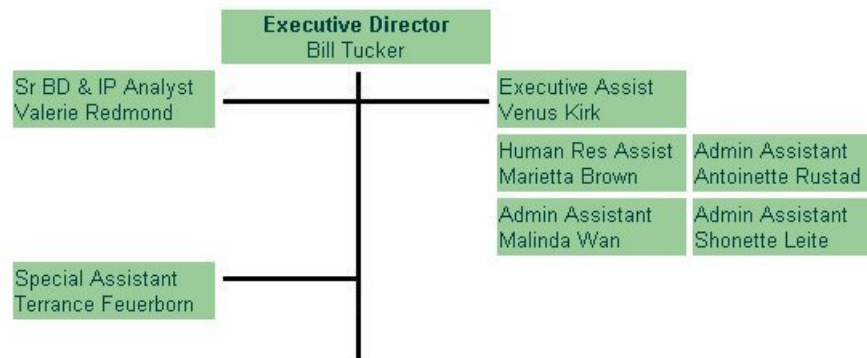 Executive Director
Bill Tucker
Sr BD & IP Analyst
Valerie Redmond
Executive Assist
Venus Kirk
Human Res Assist
Marietta Brown
Admin Assistant
Antoinette Rustad
Admin Assistant
Malinda Wan
Admin Assistant
Shonette Leite
Special Assistant
Terrance Feuerborn